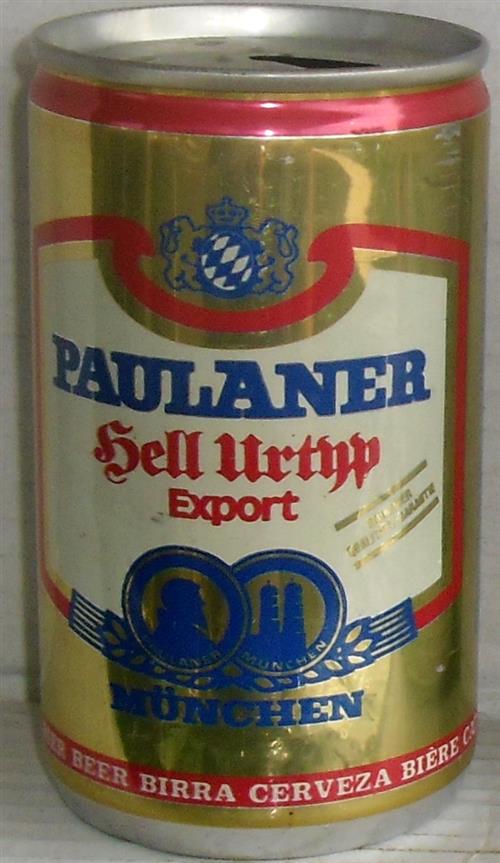 PAULANER
Hell Urtyp
Export
PAULANER MÜNCHEN
MÜNCHEN
BEER BIRRA CERVEZA BIÈRE